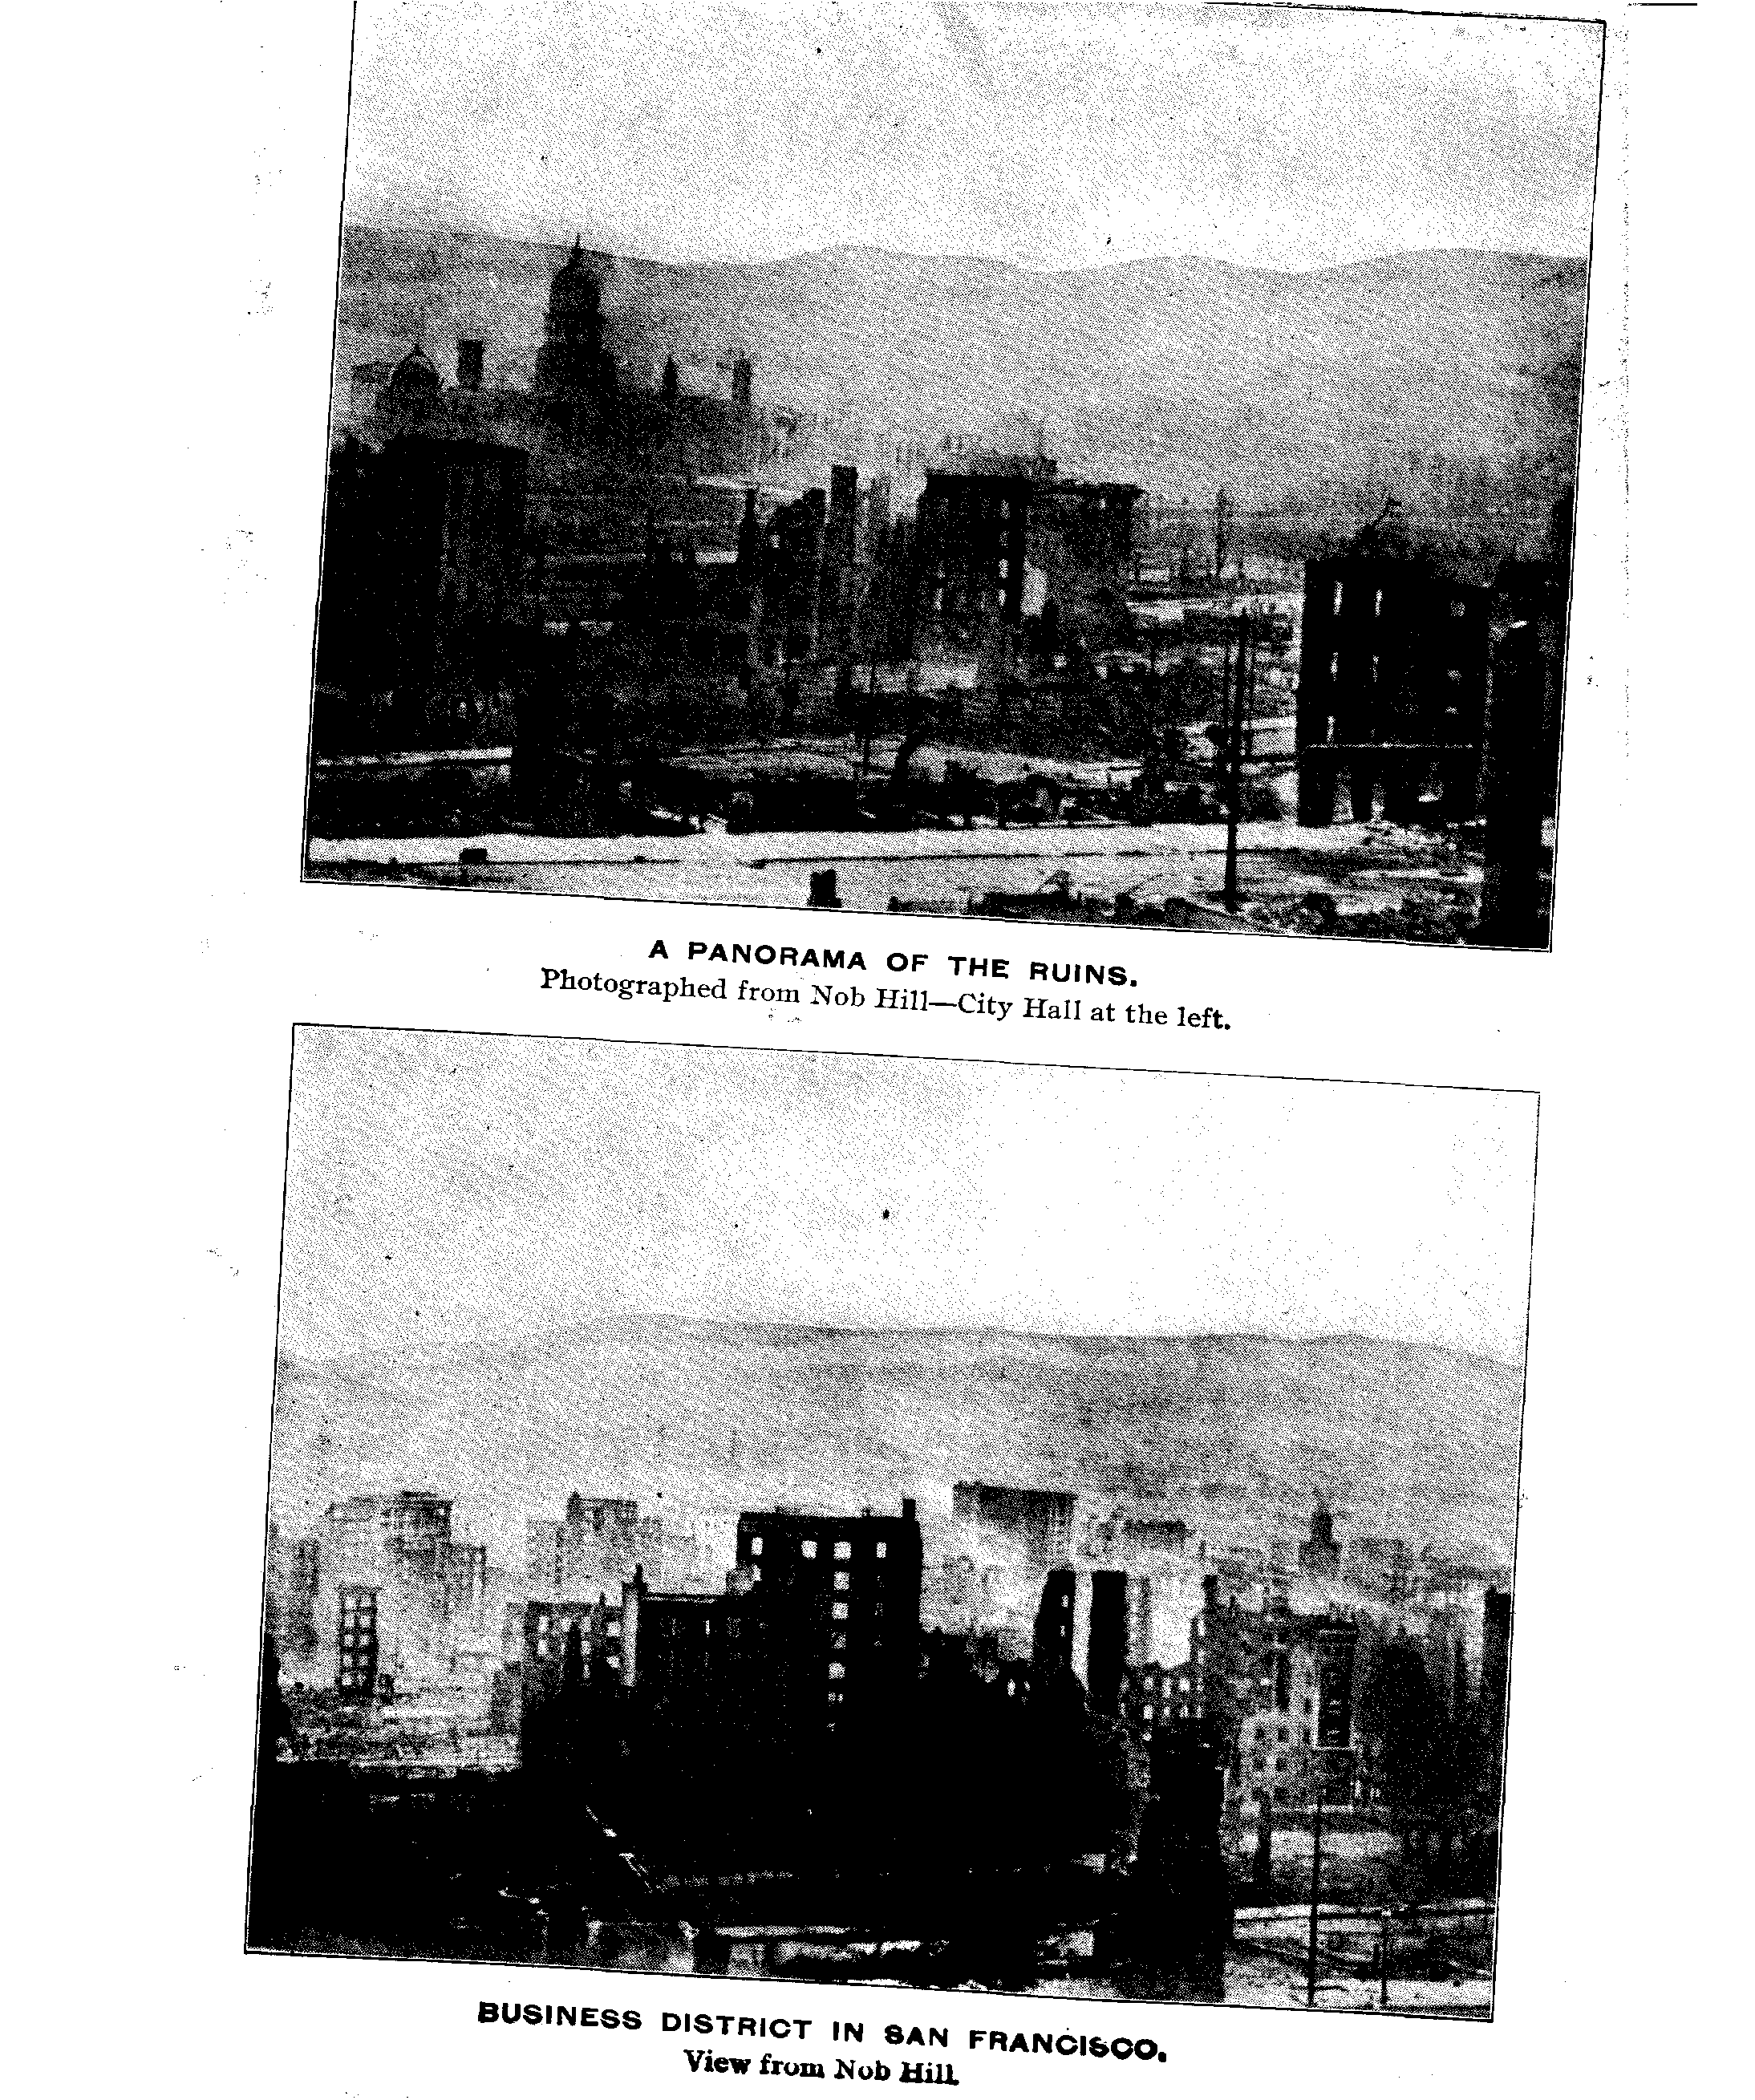 A PANORAMA OF THE RUINS.
Photographed from Nob Hill—City Hall at the left.
BUSINESS DISTRICT IN SAN FRANCISCO.
View from Nob Hill.